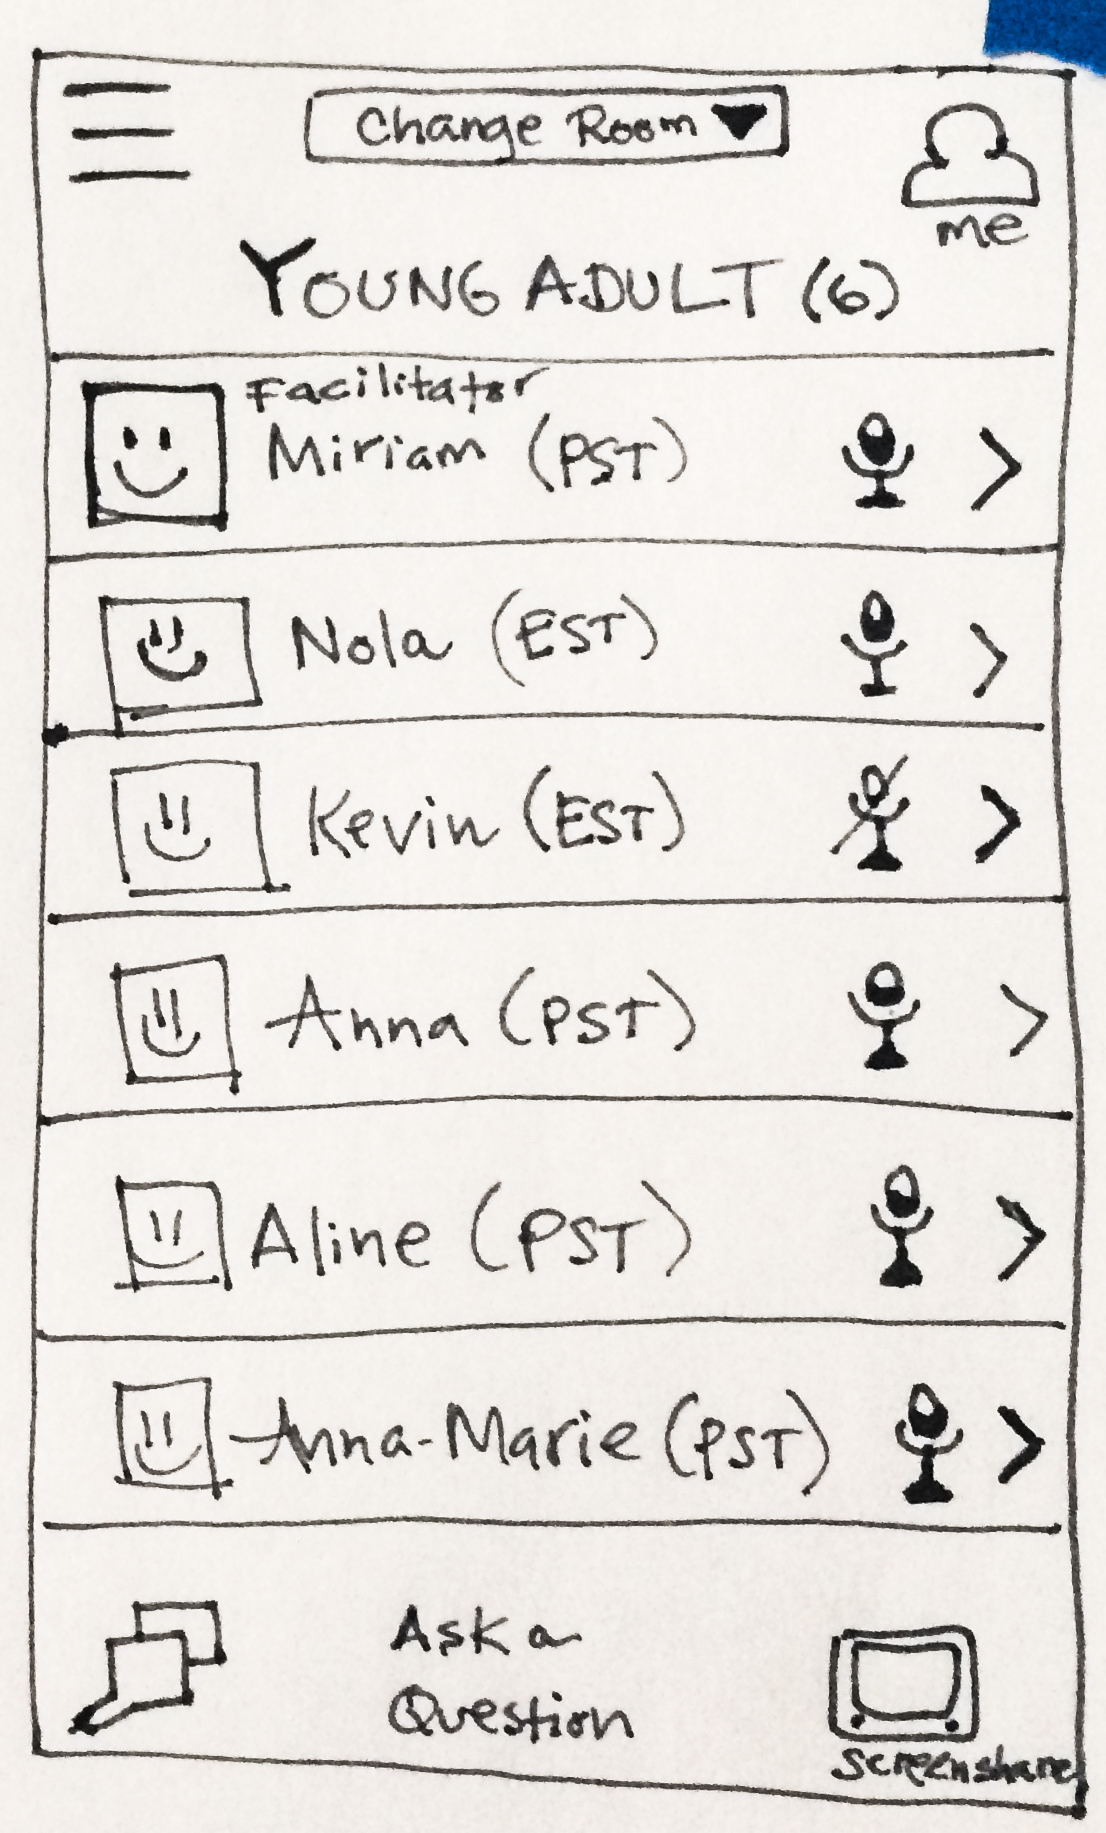 Change Room
me
YOUNG ADULT (6)
Facilitator
Miriam (PST)
Nola (EST)
Kevin (EST)
Anna (PST)
Aline (PST)
Anna-Marie (PST)
Ask a
Question
Screenshare